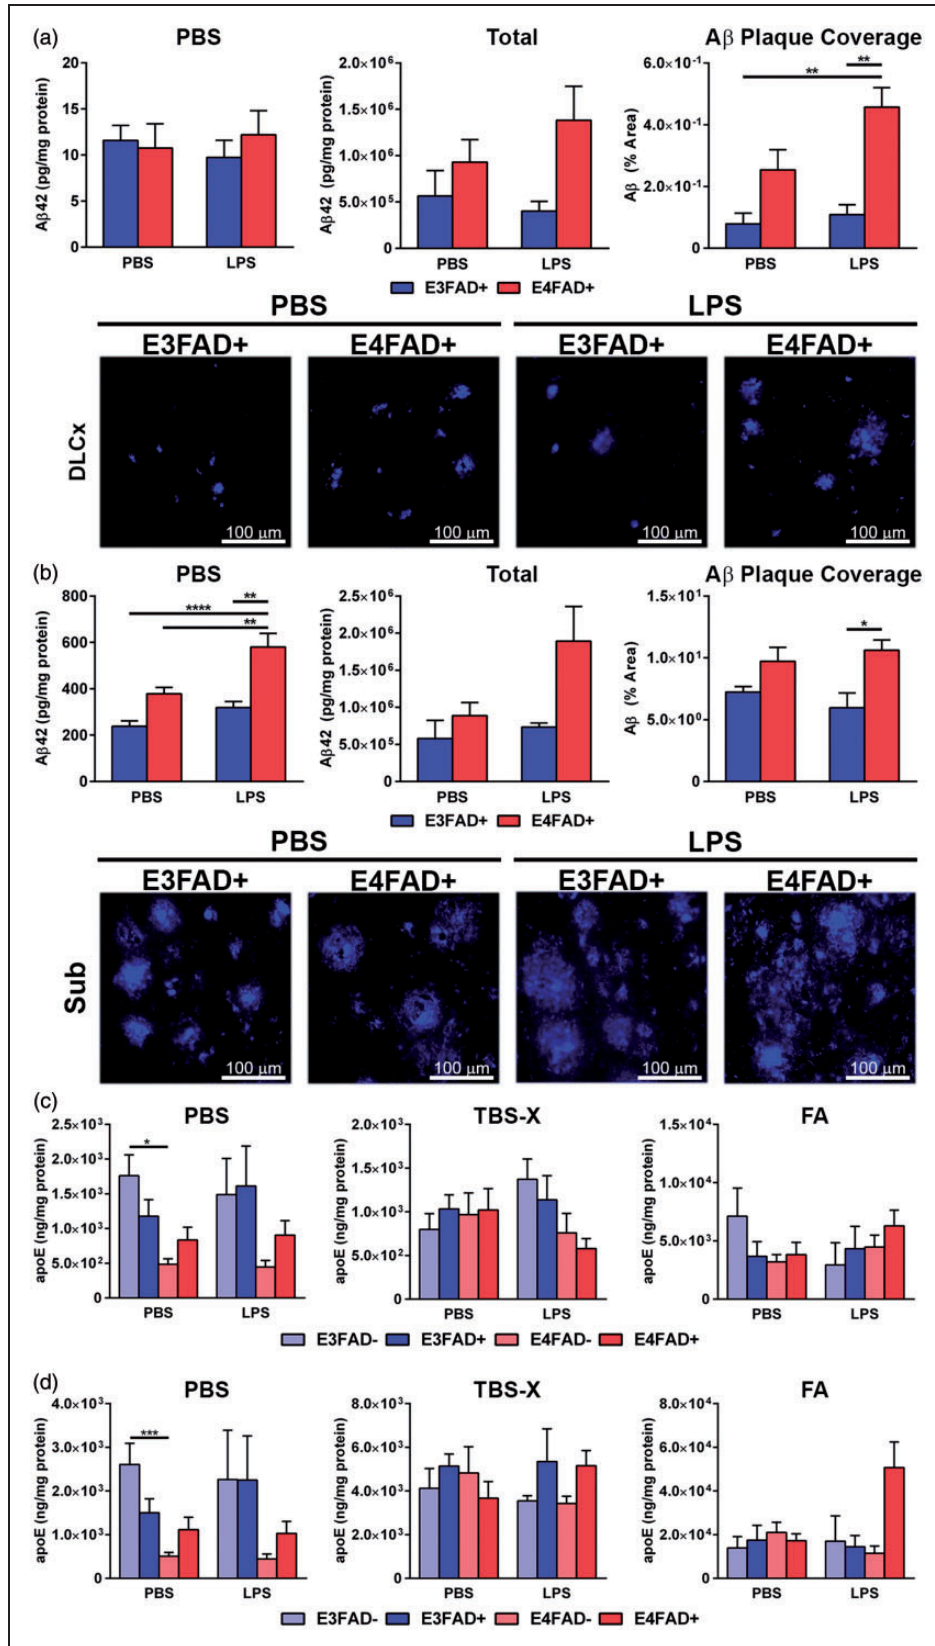 (a)
PBS
Total
Aβ Plaque Coverage
Aβ42 (pg/mg protein)
20
15
10
5
0
PBS LPS
Aβ42 (pg/mg protein)
2.0×10⁶
1.5×10⁶
1.0×10⁶
5.0×10⁵
0
PBS LPS
Aβ (% Area)
6.0×10⁻¹
4.0×10⁻¹
2.0×10⁻¹
0
** **
PBS LPS
E3FAD+ E4FAD+
PBS LPS
E3FAD+ E4FAD+ E3FAD+ E4FAD+
DLCx
100 μm 100 μm 100 μm 100 μm
(b)
PBS
Total
Aβ Plaque Coverage
Aβ42 (pg/mg protein)
800
600
400
200
0
**** ** **
PBS LPS
Aβ42 (pg/mg protein)
2.5×10⁶
2.0×10⁶
1.5×10⁶
1.0×10⁶
5.0×10⁵
0
PBS LPS
Aβ (% Area)
1.5×10¹
1.0×10¹
5.0×10⁰
0
*
PBS LPS
E3FAD+ E4FAD+
PBS LPS
E3FAD+ E4FAD+ E3FAD+ E4FAD+
Sub
100 μm 100 μm 100 μm 100 μm
(c)
PBS
TBS-X
FA
apoE (ng/mg protein)
2.5×10³
2.0×10³
1.5×10³
1.0×10³
5.0×10²
0
*
PBS LPS
apoE (ng/mg protein)
2.0×10³
1.5×10³
1.0×10³
5.0×10²
0
PBS LPS
apoE (ng/mg protein)
1.5×10⁴
1.0×10⁴
5.0×10³
0
PBS LPS
E3FAD- E3FAD+ E4FAD- E4FAD+
(d)
PBS
TBS-X
FA
apoE (ng/mg protein)
4.0×10³
3.0×10³
2.0×10³
1.0×10³
0
***
PBS LPS
apoE (ng/mg protein)
8.0×10³
6.0×10³
4.0×10³
2.0×10³
0
PBS LPS
apoE (ng/mg protein)
8.0×10⁴
6.0×10⁴
4.0×10⁴
2.0×10⁴
0
PBS LPS
E3FAD- E3FAD+ E4FAD- E4FAD+